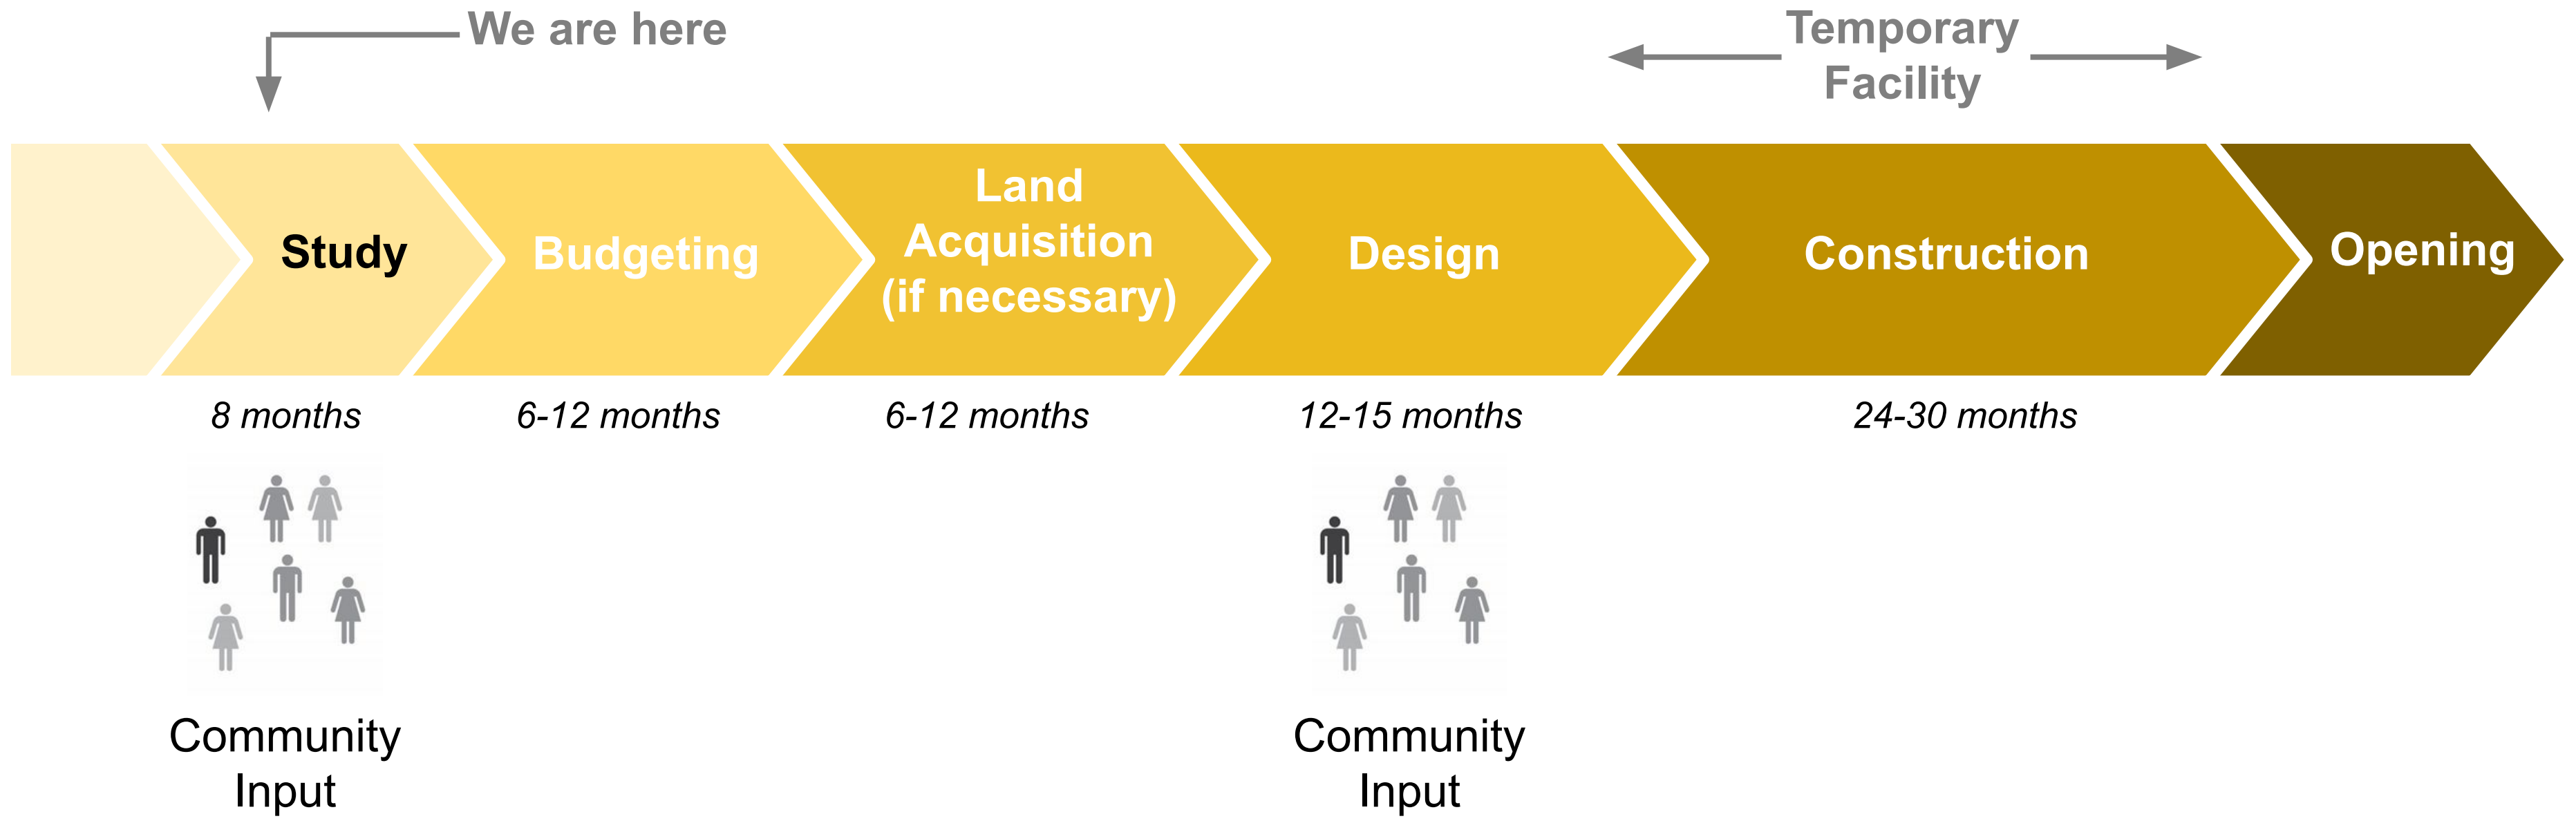 We are here
Temporary
Facility
Study
Budgeting
Land
Acquisition
(if necessary)
Design
Construction
Opening
8 months
6-12 months
6-12 months
12-15 months
24-30 months
Community
Input
Community
Input